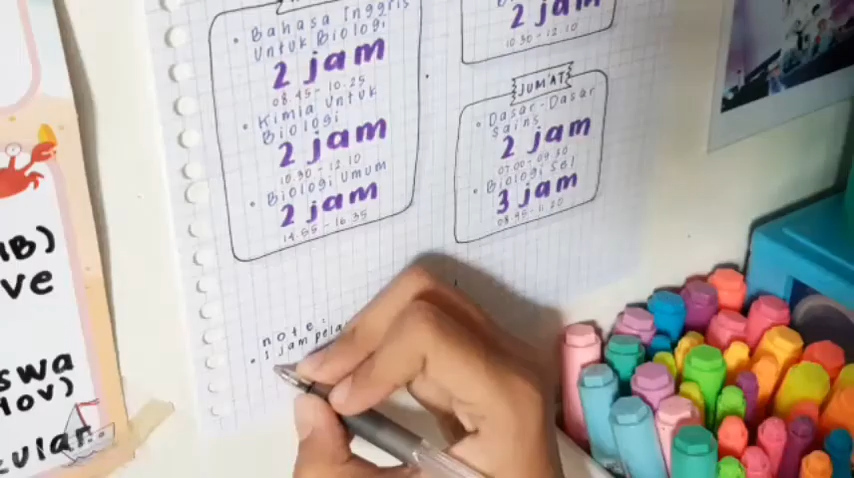 • Bahasa Inggris
Untuk Biologi
2 jam
08.45 - 10.25
• Kimia Untuk
Biologi
2 jam
10.30 - 12.10
• Biologi Umum
2 jam
14.55 - 16.35
2 jam
10.30 - 12.10
JUM'AT
• Dasar-Dasar
Sains
2 jam
07.00 - 08.30
• Biologi Sel
3 jam
08.45 - 11.20
note:
• 1 jam pela